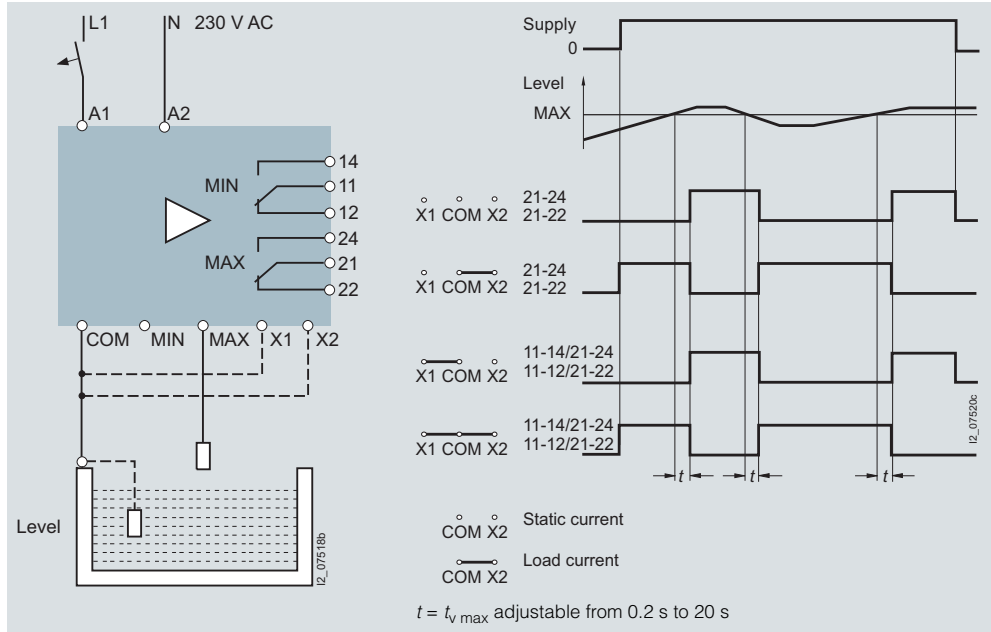 L1 N 230 V AC
A1 A2
MIN
14
11
12
MAX
24
21
22
COM MIN MAX X1 X2
Level
I2_07518b
Supply
0
Level
MAX
X1 COM X2 21-24
21-22
X1 COM X2 21-24
21-22
X1 COM X2 11-14/21-24
11-12/21-22
X1 COM X2 11-14/21-24
11-12/21-22
t t t
I2_07520c
COM X2 Static current
COM X2 Load current
t = tv max adjustable from 0.2 s to 20 s